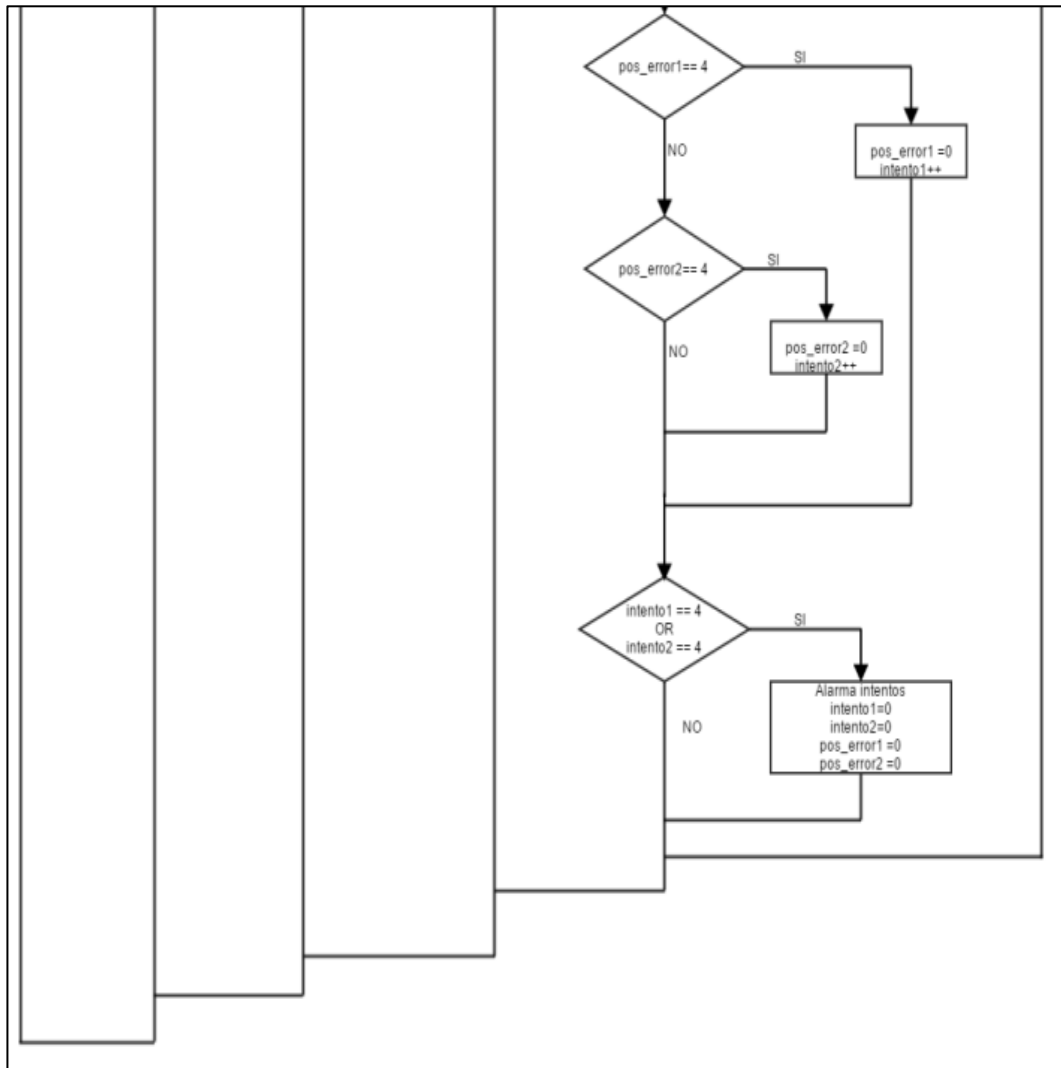 pos_error1== 4
SI
pos_error1 =0
intento1++
NO
pos_error2== 4
SI
pos_error2 =0
intento2++
NO
intento1 == 4
OR
intento2 == 4
SI
Alarma intentos
intento1=0
intento2=0
pos_error1 =0
pos_error2 =0
NO